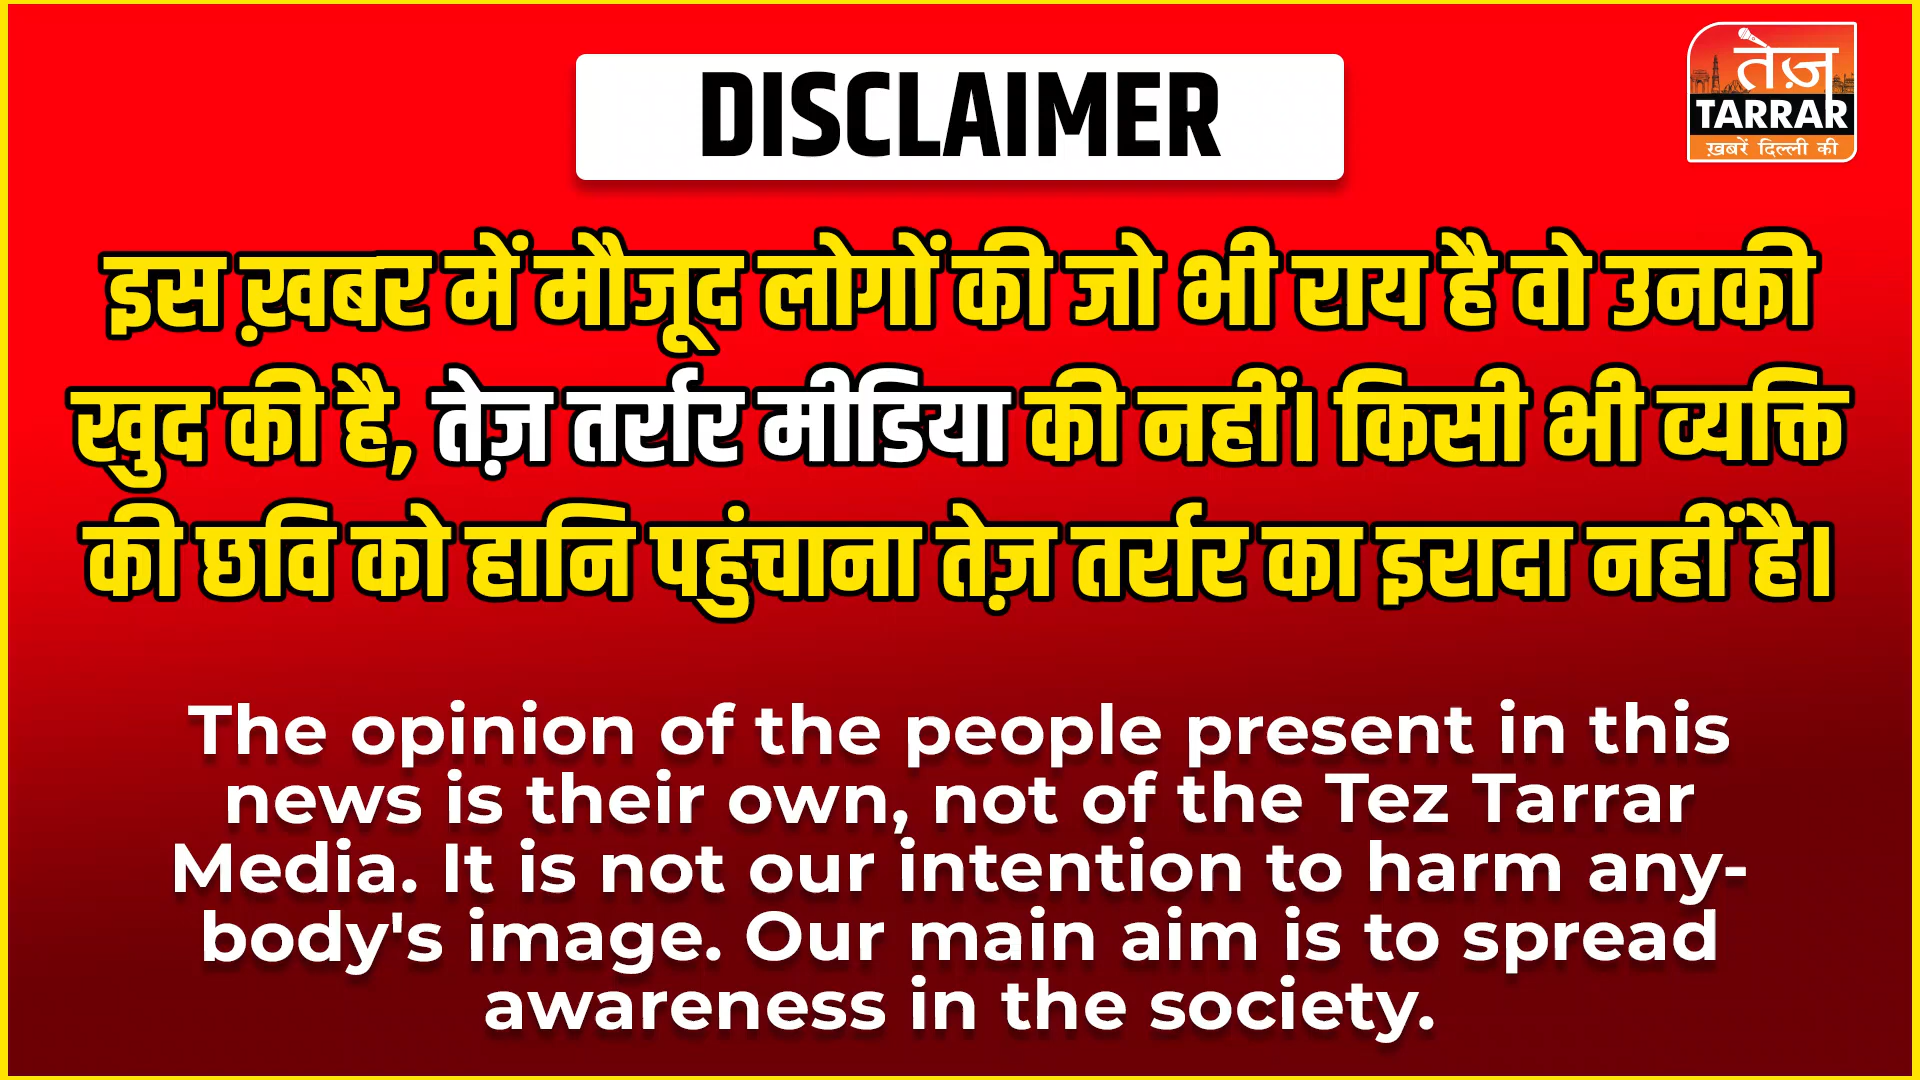 DISCLAIMER
तेज़
TARRAR
ख़बरें दिल्ली की
इस ख़बर में मौजूद लोगों की जो भी राय है वो उनकी
खुद की है, तेज़ तर्रार मीडिया की नहीं। किसी भी व्यक्ति
की छवि को हानि पहुंचाना तेज़ तर्रार का इरादा नहीं है।
The opinion of the people present in this
news is their own, not of the Tez Tarrar
Media. It is not our intention to harm any-
body's image. Our main aim is to spread
awareness in the society.